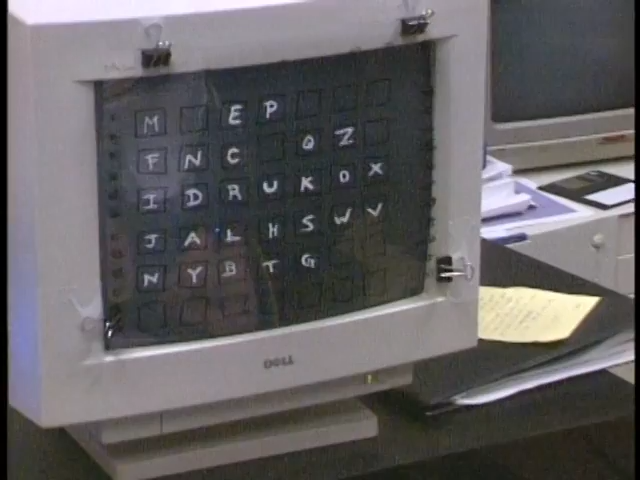 M E P
F N C Q Z
I D R U K O X
J A L H S W V
N Y B T G
DELL